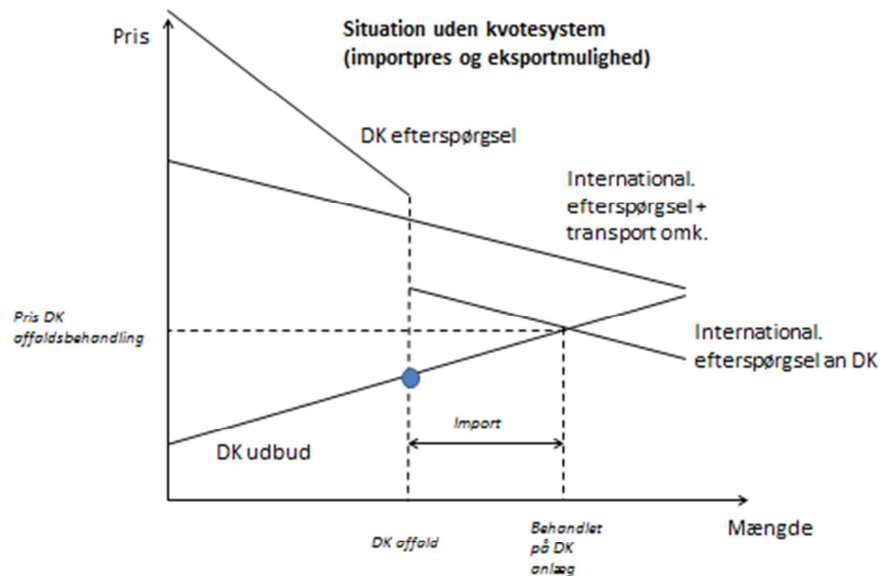 Situation uden kvotesystem
(importpres og eksportmulighed)
Pris
DK efterspørgsel
International.
efterspørgsel +
transport omk.
Pris DK
affaldsbehandling
International.
efterspørgsel an DK
Import
DK udbud
Mængde
DK affald
Behandlet
på DK
anlæg